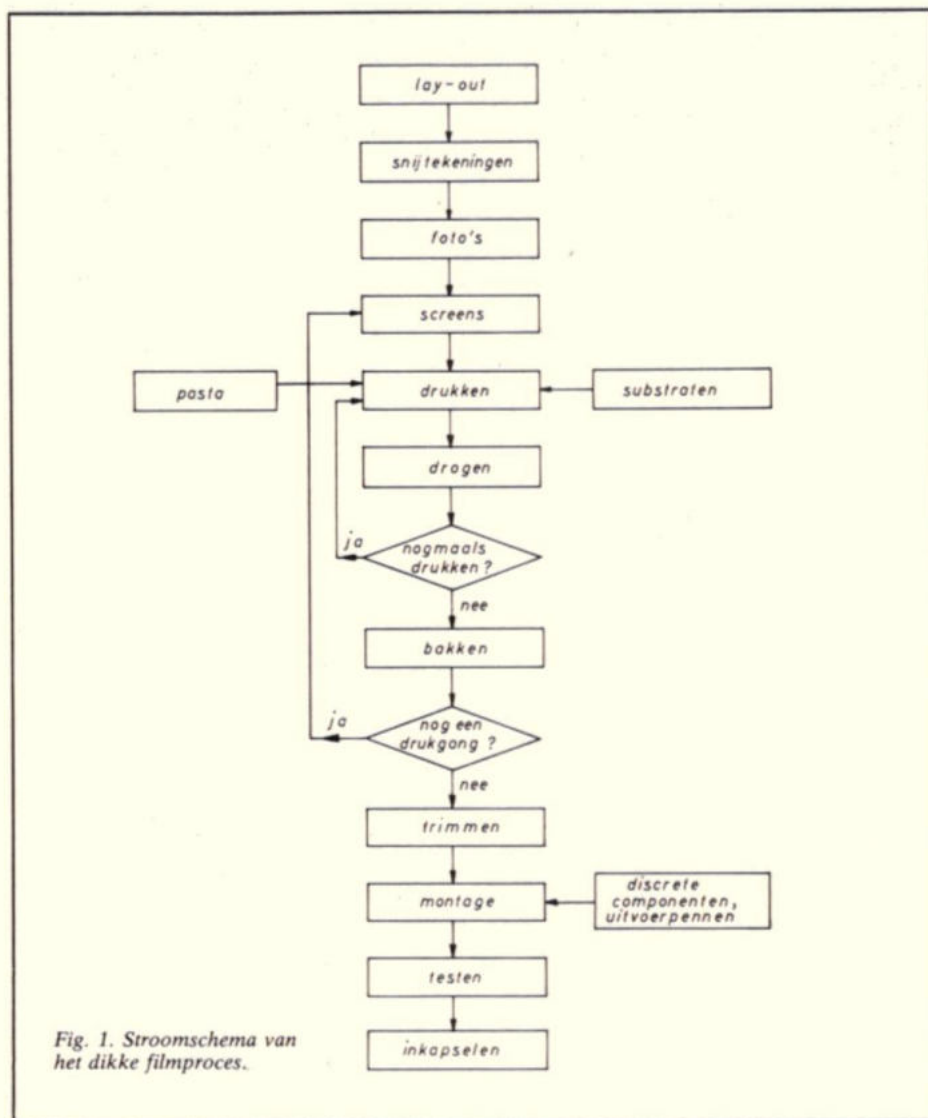 lay-out
snijtekeningen
foto's
screens
pasta
drukken
substraten
drogen
ja
nogmaals
drukken?
nee
bakken
ja
nog een
drukgang?
nee
trimmen
montage
discrete
componenten,
uitvoerpennen
testen
Fig. 1. Stroomschema van
het dikke filmproces.
inkapselen